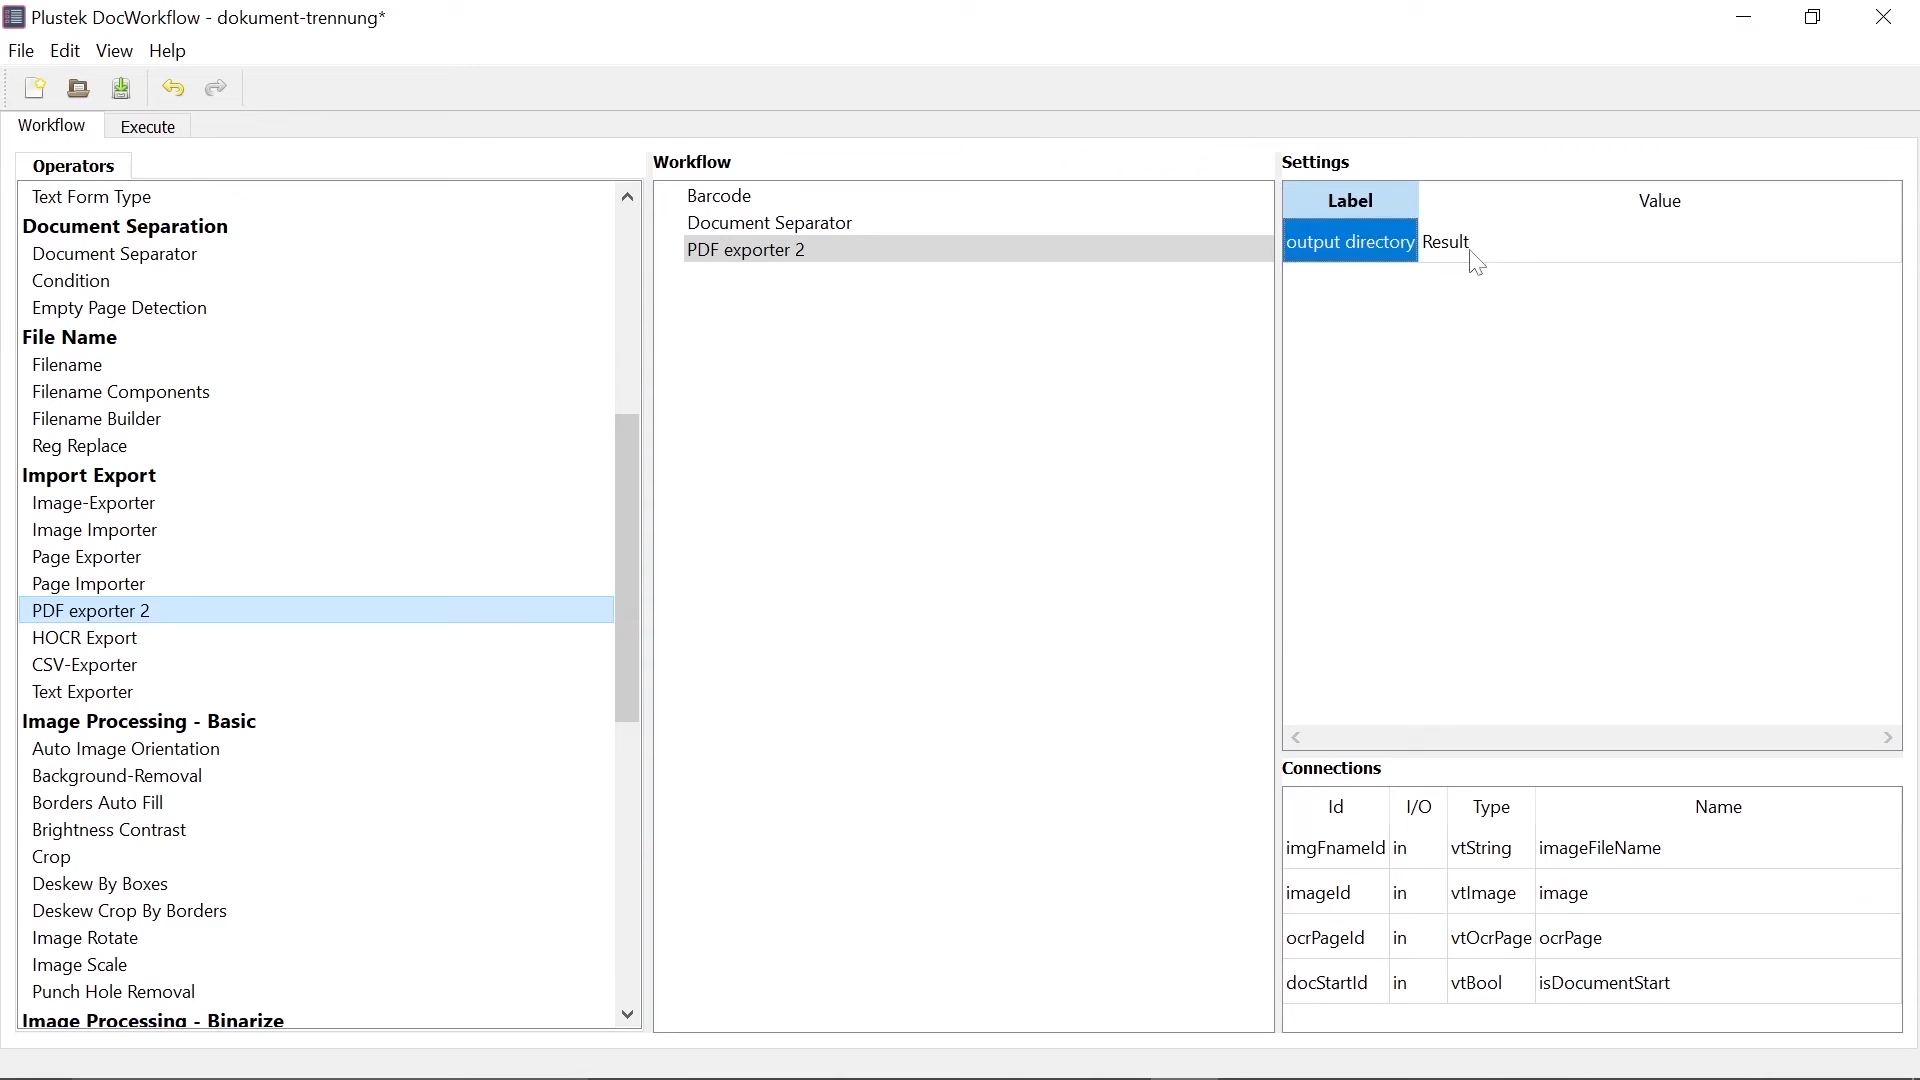 Plustek DocWorkflow - dokument-trennung*
File Edit View Help
Workflow Execute
Operators
Text Form Type
Document Separation
Document Separator
Condition
Empty Page Detection
File Name
Filename
Filename Components
Filename Builder
Reg Replace
Import Export
Image-Exporter
Image Importer
Page Exporter
Page Importer
PDF exporter 2
HOCR Export
CSV-Exporter
Text Exporter
Image Processing - Basic
Auto Image Orientation
Background-Removal
Borders Auto Fill
Brightness Contrast
Crop
Deskew By Boxes
Deskew Crop By Borders
Image Rotate
Image Scale
Punch Hole Removal
Image Processing - Binarize
Workflow
Barcode
Document Separator
PDF exporter 2
Settings
Label Value
output directory Result
Connections
Id I/O Type Name
imgFnameId in vtString imageFileName
imageId in vtImage image
ocrPageId in vtOcrPage ocrPage
docStartId in vtBool isDocumentStart